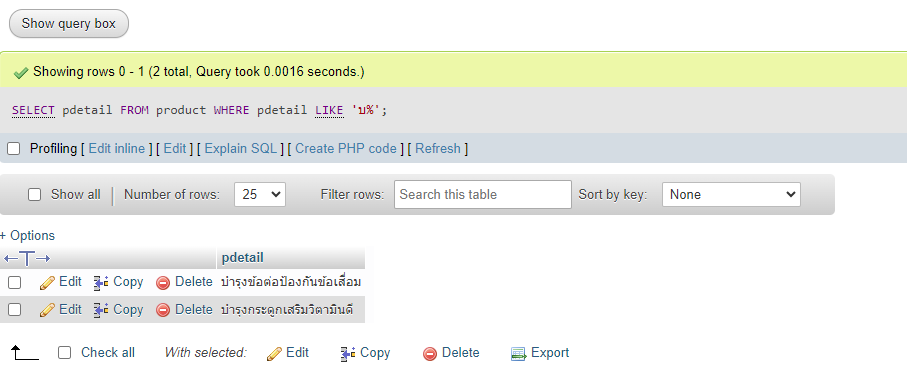 Show query box
Showing rows 0 - 1 (2 total, Query took 0.0016 seconds.)
SELECT pdetail FROM product WHERE pdetail LIKE 'บ%';
Profiling [ Edit inline ] [ Edit ] [ Explain SQL ] [ Create PHP code ] [ Refresh ]
Show all | Number of rows: 25 Filter rows: Search this table Sort by key: None
+ Options
←T→ pdetail
Edit Copy Delete บำรุงข้อต่อป้องกันข้อเสื่อม
Edit Copy Delete บำรุงกระดูกเสริมวิตามินดี
Check all With selected: Edit Copy Delete Export